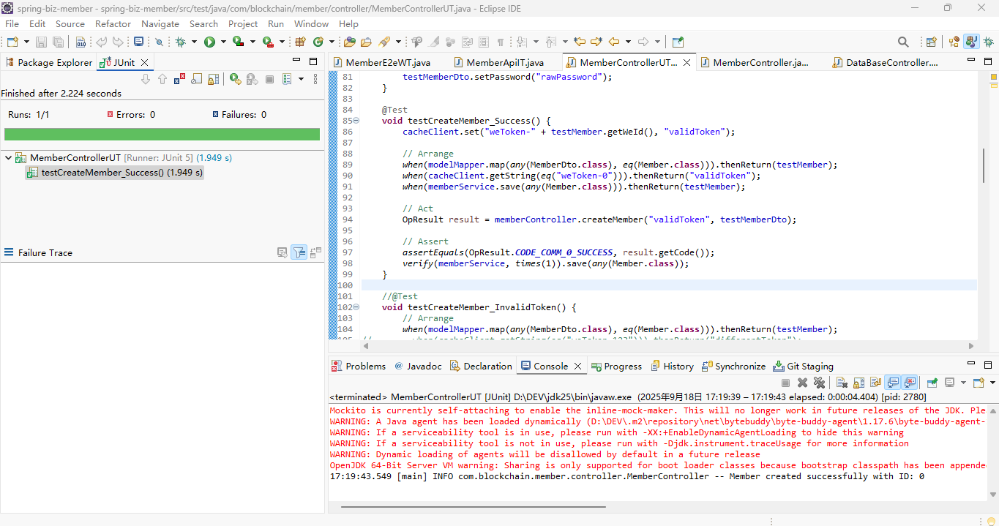 spring-biz-member - spring-biz-member/src/test/java/com/blockchain/member/controller/MemberControllerUT.java - Eclipse IDE
File Edit Source Refactor Navigate Search Project Run Window Help
Package Explorer JUnit
Finished after 2.224 seconds
Runs: 1/1 Errors: 0 Failures: 0
MemberControllerUT [Runner: JUnit 5] (1.949 s)
testCreateMember_Success() (1.949 s)
Failure Trace
MemberE2eWT.java MemberApiIT.java MemberControllerUT... MemberController.ja... DataBaseController....
81 testMemberDto.setPassword("rawPassword");
82 }
83
84 @Test
85 void testCreateMember_Success() {
86 cacheClient.set("weToken-" + testMember.getWeId(), "validToken");
87
88 // Arrange
89 when(modelMapper.map(any(MemberDto.class), eq(Member.class))).thenReturn(testMember);
90 when(cacheClient.getString(eq("weToken-0"))).thenReturn("validToken");
91 when(memberService.save(any(Member.class))).thenReturn(testMember);
92
93 // Act
94 OpResult result = memberController.createMember("validToken", testMemberDto);
95
96 // Assert
97 assertEquals(OpResult.CODE_COMM_0_SUCCESS, result.getCode());
98 verify(memberService, times(1)).save(any(Member.class));
99 }
100
101 //@Test
102 void testCreateMember_InvalidToken() {
103 // Arrange
104 when(modelMapper.map(any(MemberDto.class), eq(Member.class))).thenReturn(testMember);
Problems Javadoc Declaration Console Progress History Synchronize Git Staging
<terminated> MemberControllerUT [JUnit] D:\DEV\jdk25\bin\javaw.exe (2025年9月18日 17:19:39 – 17:19:43 elapsed: 0:00:04.404) [pid: 2780]
Mockito is currently self-attaching to enable the inline-mock-maker. This will no longer work in future releases of the JDK. Ple
WARNING: A Java agent has been loaded dynamically (D:\DEV\.m2\repository\net\bytebuddy\byte-buddy-agent\1.17.6\byte-buddy-agent-
WARNING: If a serviceability tool is in use, please run with -XX:+EnableDynamicAgentLoading to hide this warning
WARNING: If a serviceability tool is not in use, please run with -Djdk.instrument.traceUsage for more information
WARNING: Dynamic loading of agents will be disallowed by default in a future release
OpenJDK 64-Bit Server VM warning: Sharing is only supported for boot loader classes because bootstrap classpath has been appende
17:19:43.549 [main] INFO com.blockchain.member.controller.MemberController -- Member created successfully with ID: 0